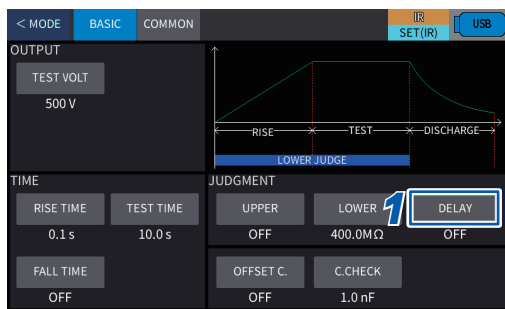 < MODE BASIC COMMON IR SET(IR) USB
OUTPUT
TEST VOLT
500 V
RISE TEST DISCHARGE
LOWER JUDGE
TIME
RISE TIME TEST TIME
0.1 s 10.0 s
FALL TIME
OFF
JUDGMENT
UPPER LOWER 1 DELAY
OFF 400.0MΩ OFF
OFFSET C. C.CHECK
OFF 1.0 nF